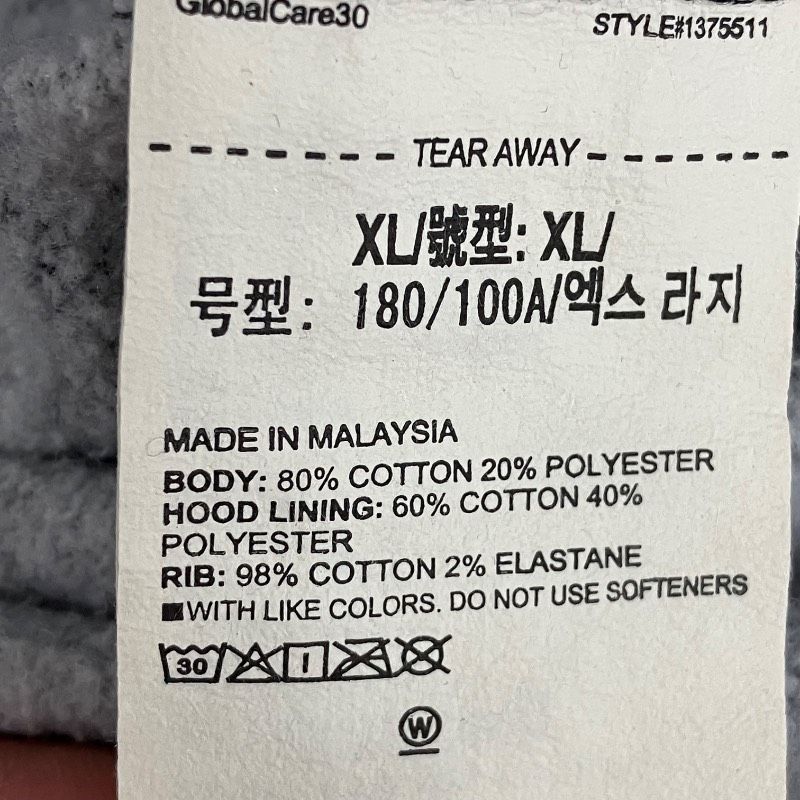 GlobalCare30
STYLE#1375511
TEAR AWAY
XL/號型: XL/
号型: 180/100A/엑스 라지
MADE IN MALAYSIA
BODY: 80% COTTON 20% POLYESTER
HOOD LINING: 60% COTTON 40%
POLYESTER
RIB: 98% COTTON 2% ELASTANE
WITH LIKE COLORS. DO NOT USE SOFTENERS
30
W